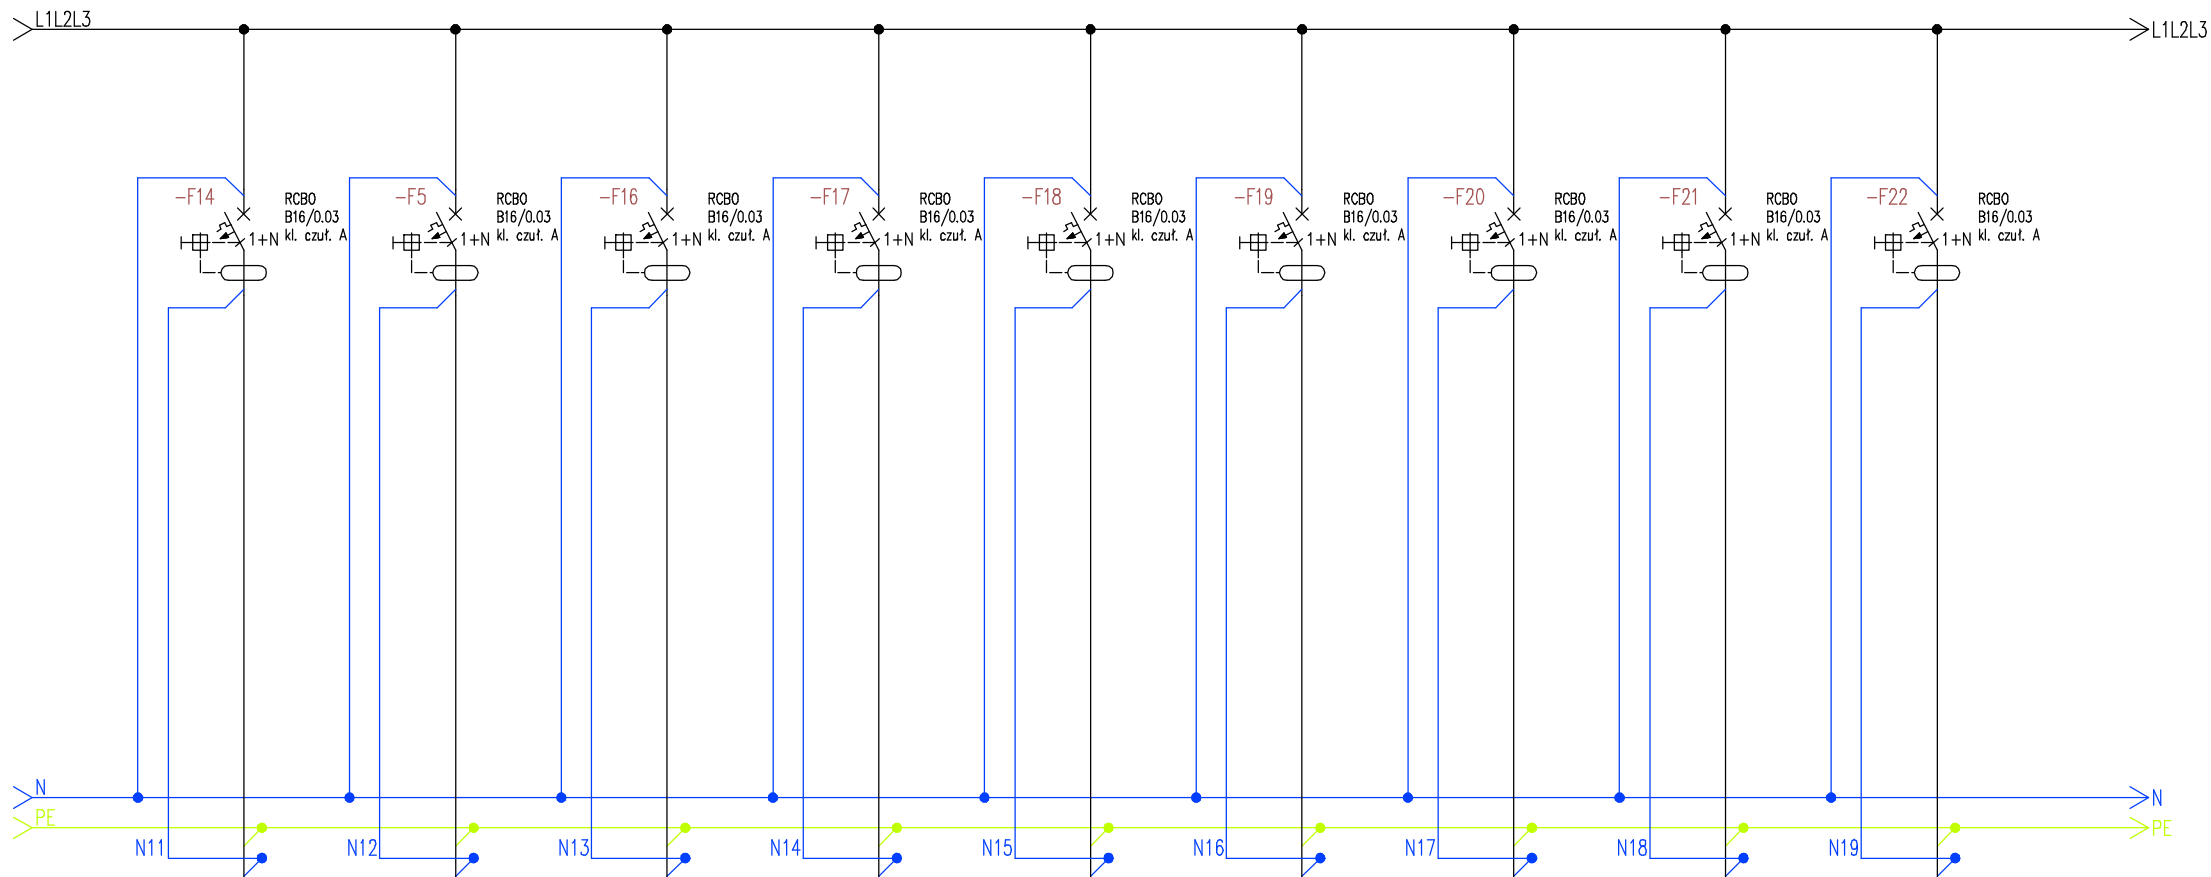 L1L2L3
L1L2L3
-F14
RCBO
B16/0.03
kl. czuł. A
1+N
-F5
RCBO
B16/0.03
kl. czuł. A
1+N
-F16
RCBO
B16/0.03
kl. czuł. A
1+N
-F17
RCBO
B16/0.03
kl. czuł. A
1+N
-F18
RCBO
B16/0.03
kl. czuł. A
1+N
-F19
RCBO
B16/0.03
kl. czuł. A
1+N
-F20
RCBO
B16/0.03
kl. czuł. A
1+N
-F21
RCBO
B16/0.03
kl. czuł. A
1+N
-F22
RCBO
B16/0.03
kl. czuł. A
1+N
N
N
PE
PE
N11
N12
N13
N14
N15
N16
N17
N18
N19